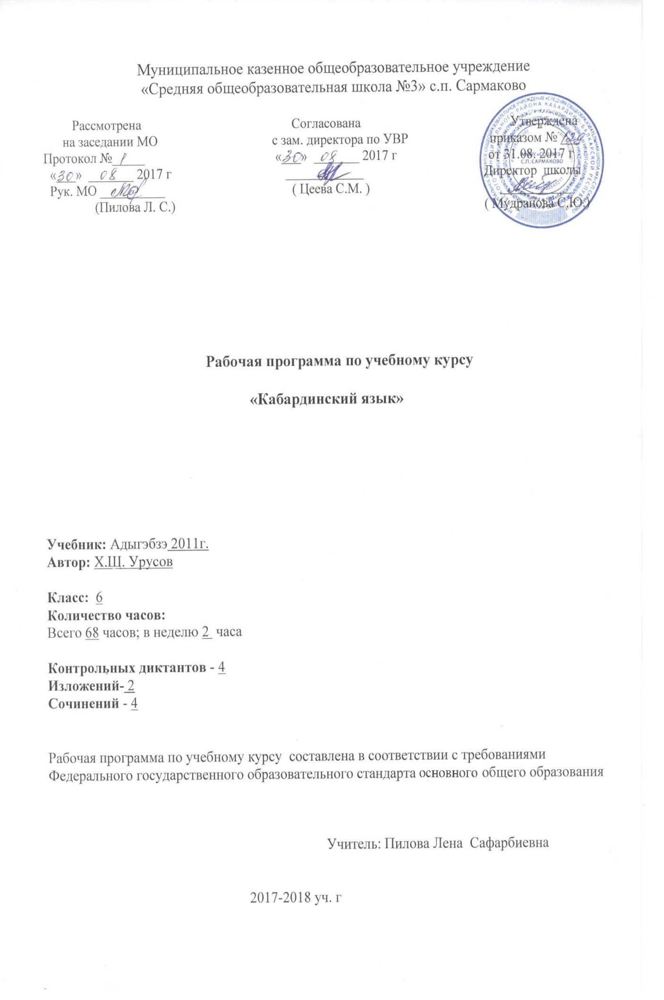 Муниципальное казенное общеобразовательное учреждение
«Средняя общеобразовательная школа №3» с.п. Сармаково
Рассмотрена
на заседании МО
Протокол № 1
«30» 08 2017 г
Рук. МО
(Пилова Л. С.)
Согласована
с зам. директора по УВР
«30» 08 2017 г
( Цеева С.М. )
Утверждена
приказом №
от 31.08. 2017 г
Директор школы
( Мудранова С.Ю.)
МКОУ «СОШ №3»
С.П. САРМАКОВО
Рабочая программа по учебному курсу
«Кабардинский язык»
Учебник: Адыгэбзэ 2011г.
Автор: Х.Щ. Урусов
Класс: 6
Количество часов:
Всего 68 часов; в неделю 2 часа
Контрольных диктантов - 4
Изложений- 2
Сочинений - 4
Рабочая программа по учебному курсу составлена в соответствии с требованиями
Федерального государственного образовательного стандарта основного общего образования
Учитель: Пилова Лена Сафарбиевна
2017-2018 уч. г